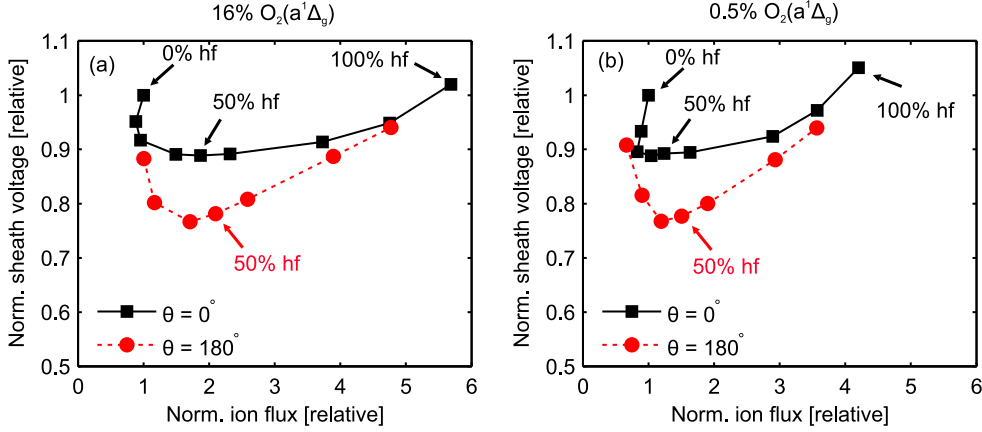 16% O₂(a¹Δg)
Norm. sheath voltage [relative]
1.1
1
0.9
0.8
0.7
0.6
0.5
(a)
0% hf
50% hf
100% hf
50% hf
θ = 0°
θ = 180°
0 1 2 3 4 5 6
Norm. ion flux [relative]
0.5% O₂(a¹Δg)
Norm. sheath voltage [relative]
1.1
1
0.9
0.8
0.7
0.6
0.5
(b)
0% hf
50% hf
100% hf
50% hf
θ = 0°
θ = 180°
0 1 2 3 4 5 6
Norm. ion flux [relative]